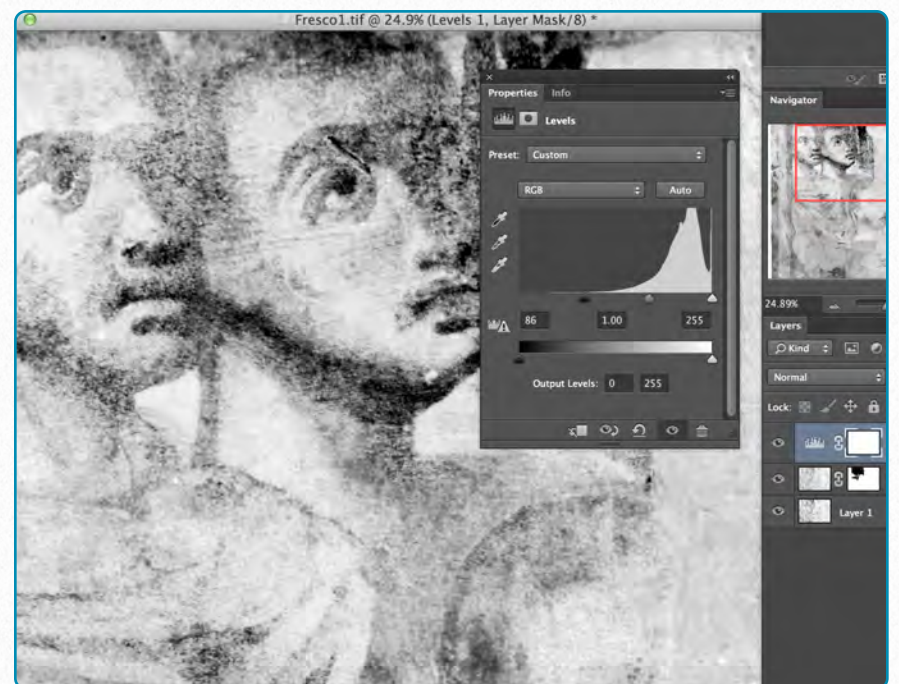 Fresco1.tif @ 24.9% (Levels 1, Layer Mask/8) *
Properties Info
Levels
Preset: Custom
RGB Auto
86 1.00 255
Output Levels: 0 255
Navigator
24.89%
Layers
Kind
Normal
Lock:
Layer 1